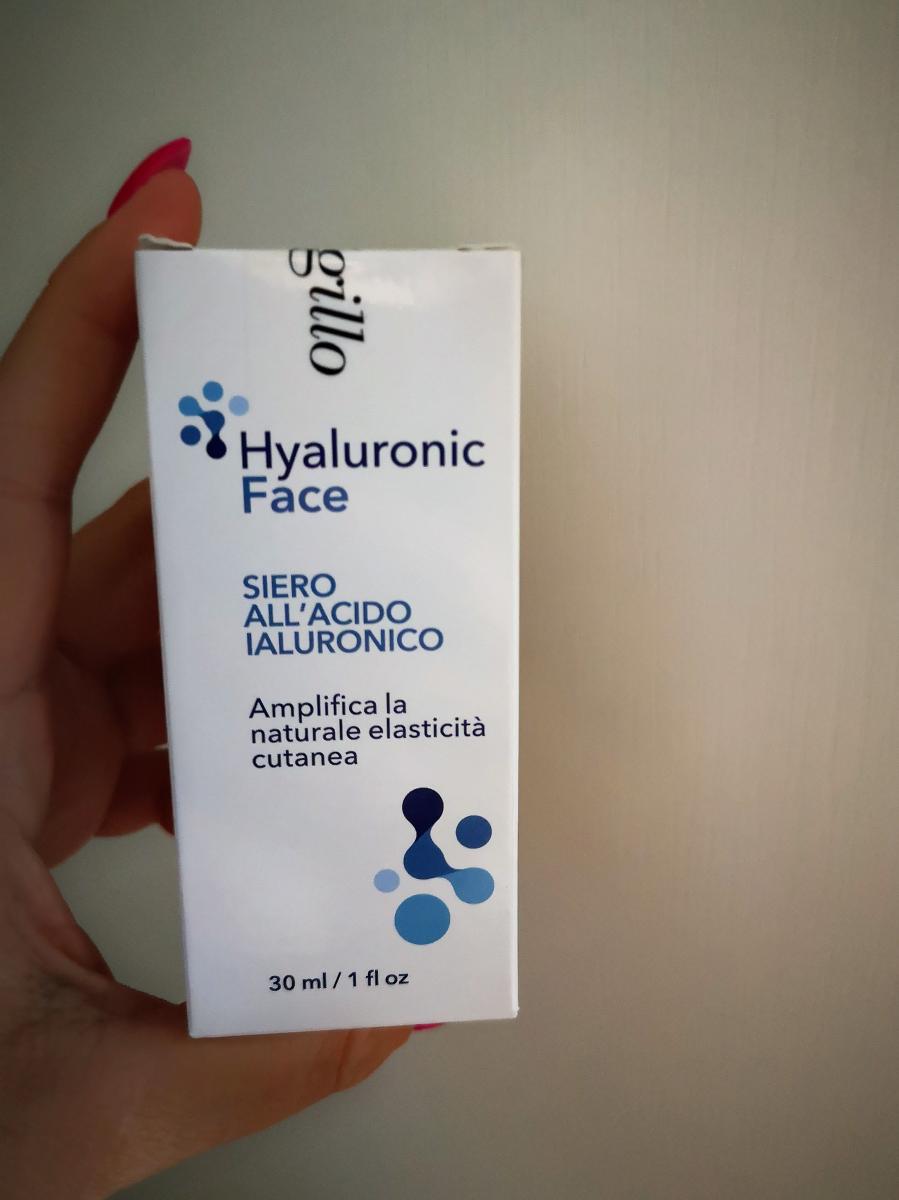 grillo
Hyaluronic
Face
SIERO
ALL'ACIDO
IALURONICO
Amplifica la
naturale elasticità
cutanea
30 ml / 1 fl oz